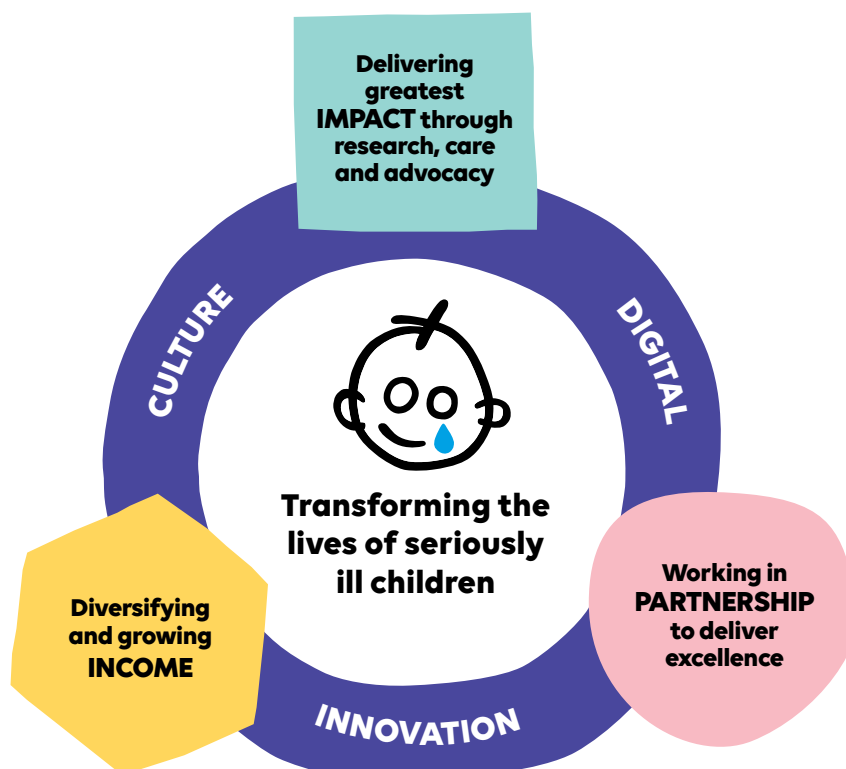 Delivering
greatest
IMPACT through
research, care
and advocacy
CULTURE
DIGITAL
Transforming the
lives of seriously
ill children
Diversifying
and growing
INCOME
Working in
PARTNERSHIP
to deliver
excellence
INNOVATION